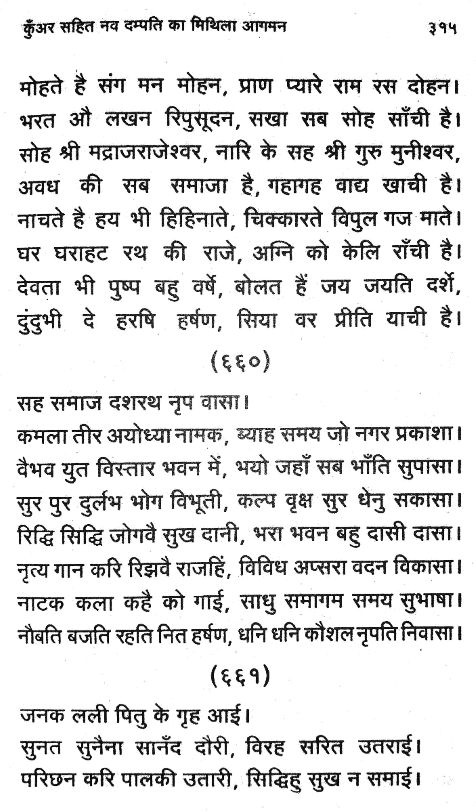 कुँअर सहित नव दम्पति का मिथिला आगमन ३१५
मोहते है संग मन मोहन, प्राण प्यारे राम रस दोहन।
भरत औ लखन रिपुसूदन, सखा सब सोह साँची है।
सोह श्री मद्राजराजेश्वर, नारि के सह श्री गुरु मुनीश्वर,
अवध की सब समाजा है, गहागह वाद्य खाची है।
नाचते है हय भी हिहिनाते, चिक्कारते विपुल गज माते।
घर घराहट रथ की राजे, अग्नि को केलि राँची है।
देवता भी पुष्प बहु वर्षे, बोलत हैं जय जयति दर्शे,
दुंदुभी दे हरषि हर्षण, सिया वर प्रीति याची है।
(६६०)
सह समाज दशरथ नृप वासा।
कमला तीर अयोध्या नामक, ब्याह समय जो नगर प्रकाशा।
वैभव युत विस्तार भवन में, भयो जहाँ सब भाँति सुपासा।
सुर पुर दुर्लभ भोग विभूती, कल्प वृक्ष सुर धेनु सकासा।
रिद्धि सिद्धि जोगवै सुख दानी, भरा भवन बहु दासी दासा।
नृत्य गान करि रिझवै राजहिं, विविध अप्सरा वदन विकासा।
नाटक कला कहै को गाई, साधु समागम समय सुभाषा।
नौबति बजति रहति नित हर्षण, धनि धनि कौशल नृपति निवासा।
(६६१)
जनक लली पितु के गृह आई।
सुनत सुनैना सानँद दौरी, विरह सरित उतराई।
परिछन करि पालकी उतारी, सिद्धिहु सुख न समाई।